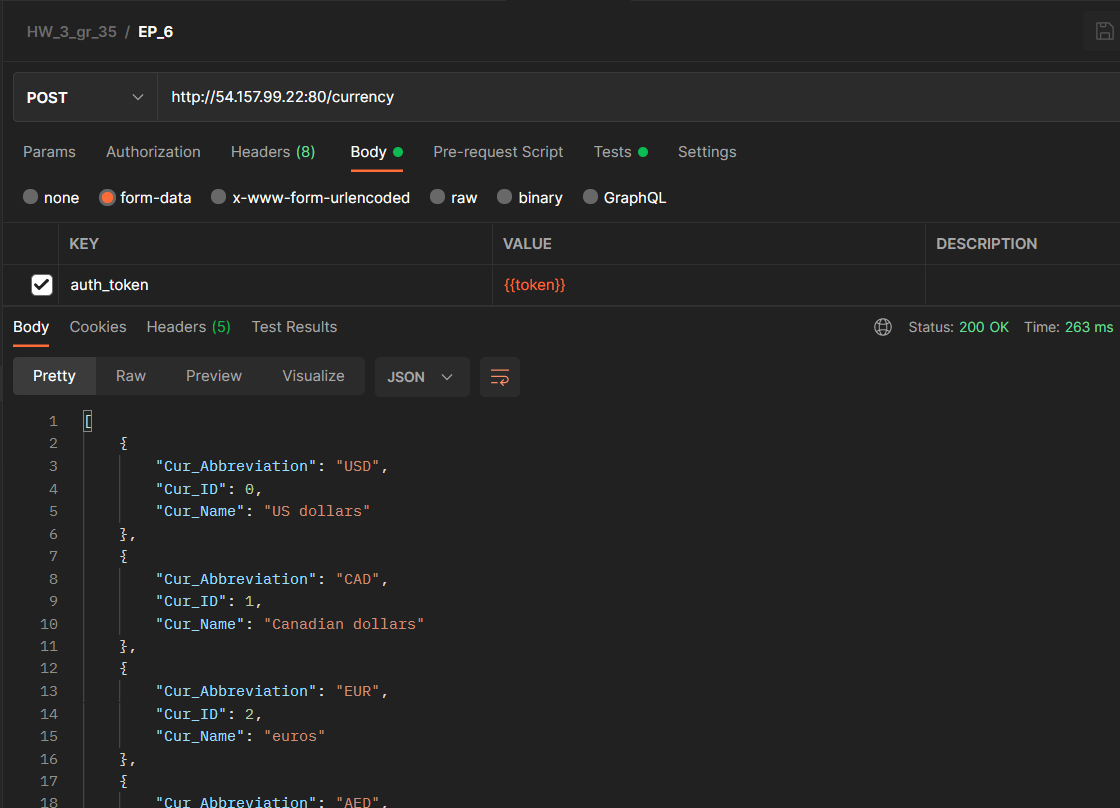 HW_3_gr_35 / EP_6
POST http://54.157.99.22:80/currency
Params Authorization Headers (8) Body Pre-request Script Tests Settings
none form-data x-www-form-urlencoded raw binary GraphQL
KEY VALUE DESCRIPTION
auth_token {{token}}
Body Cookies Headers (5) Test Results Status: 200 OK Time: 263 ms
Pretty Raw Preview Visualize JSON
1 [
2 {
3 "Cur_Abbreviation": "USD",
4 "Cur_ID": 0,
5 "Cur_Name": "US dollars"
6 },
7 {
8 "Cur_Abbreviation": "CAD",
9 "Cur_ID": 1,
10 "Cur_Name": "Canadian dollars"
11 },
12 {
13 "Cur_Abbreviation": "EUR",
14 "Cur_ID": 2,
15 "Cur_Name": "euros"
16 },
17 {
18 "Cur_Abbreviation": "AED",